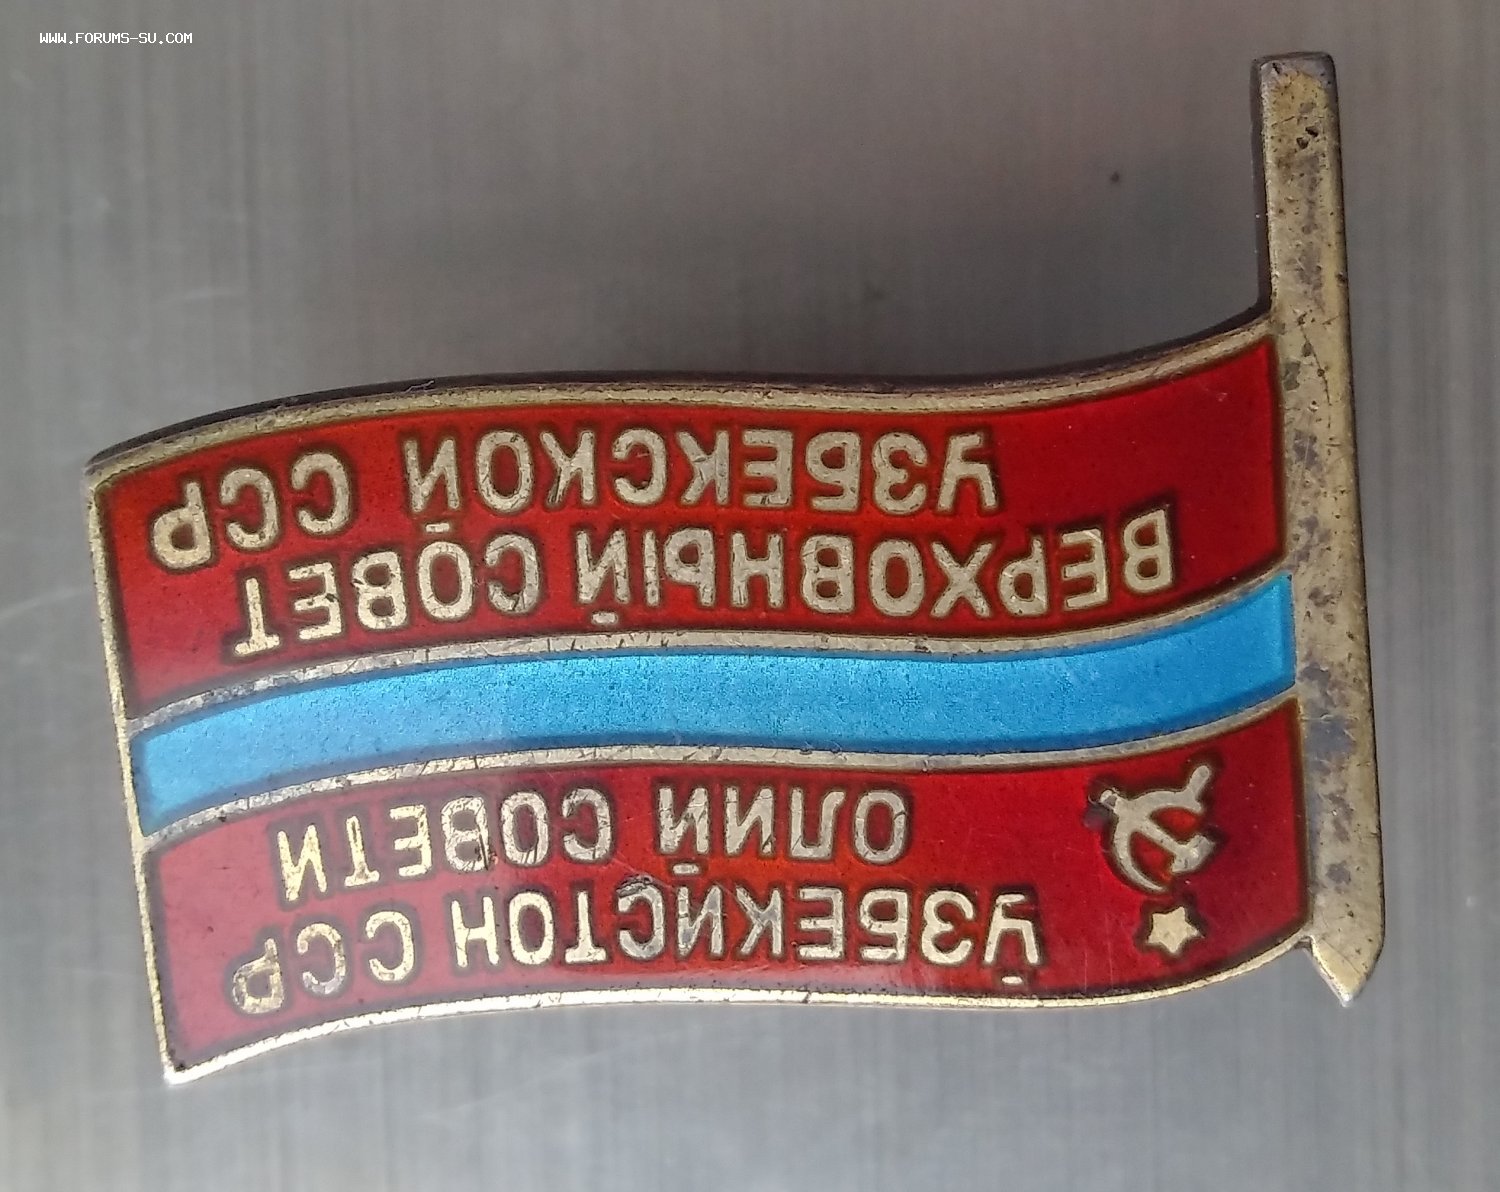 WWW.FORUMS-SU.COM
ЎЗБЕКИСТОН ССР
ОЛИЙ СОВЕТИ
ВЕРХОВНЫЙ СОВЕТ
УЗБЕКСКОЙ ССР